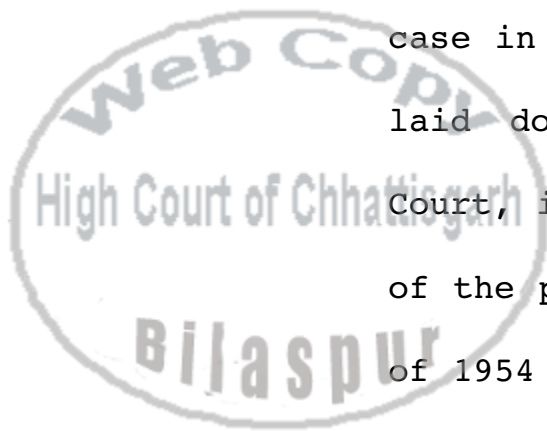 Web Copy
High Court of Chhattisgarh
Bilaspur
case in
laid do
Court, i
of the p
of 1954